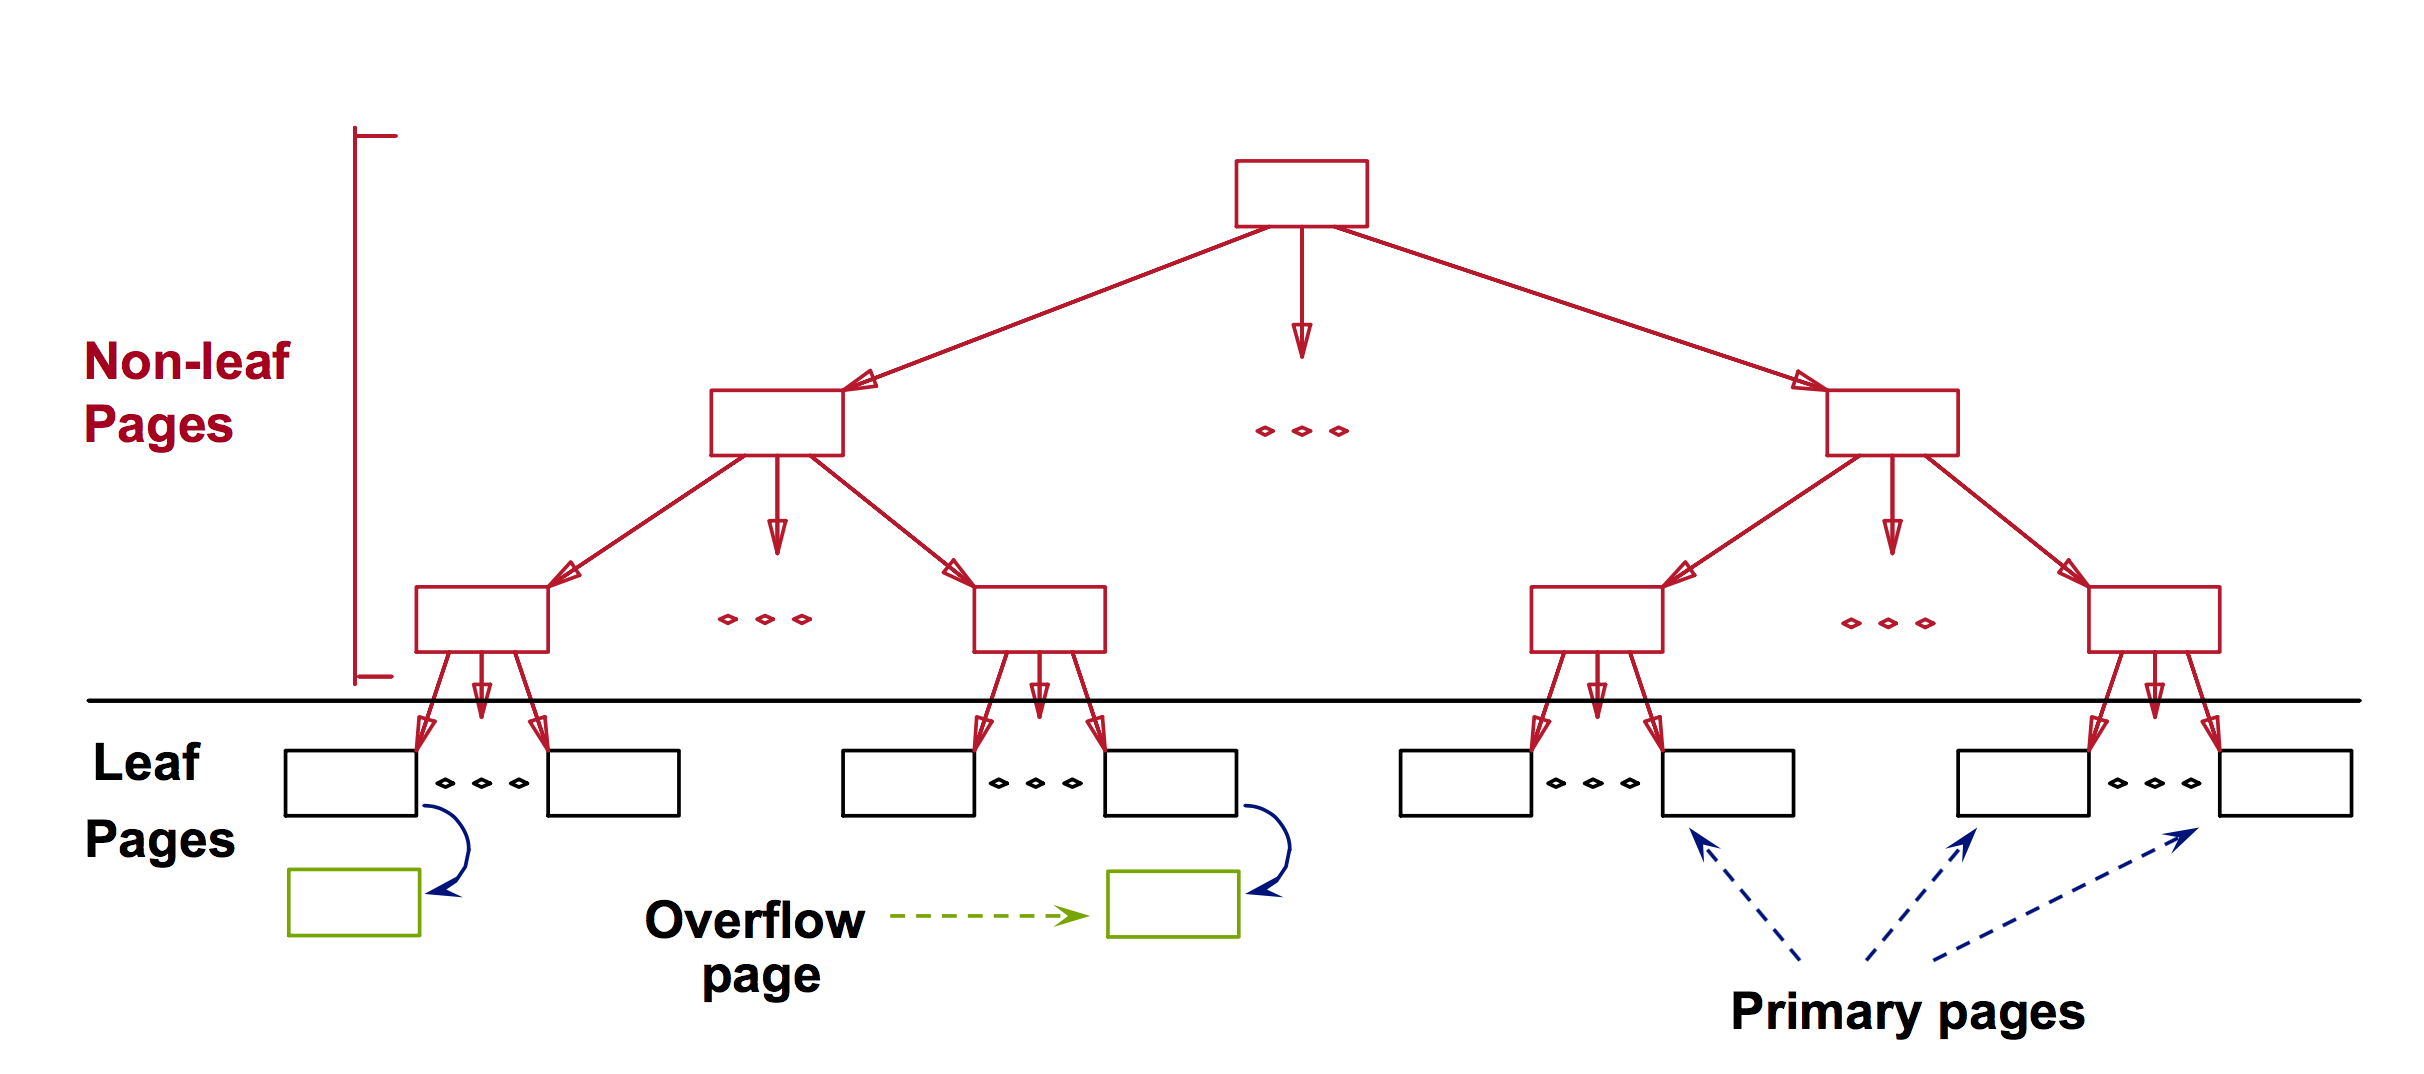 Non-leaf
Pages
Leaf
Pages
Overflow
page
Primary pages